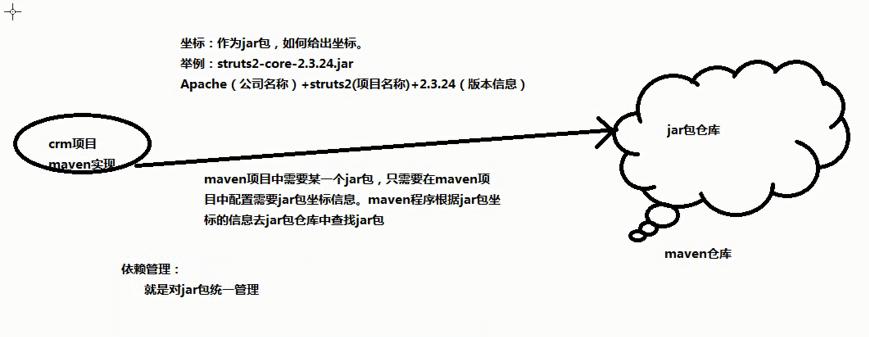 坐标：作为jar包，如何给出坐标。
举例：struts2-core-2.3.24.jar
Apache（公司名称）+struts2(项目名称)+2.3.24（版本信息）
crm项目
maven实现
jar包仓库
maven项目中需要某一个jar包，只需要在maven项
目中配置需要jar包坐标信息。maven程序根据jar包坐
标的信息去jar包仓库中查找jar包
maven仓库
依赖管理：
就是对jar包统一管理